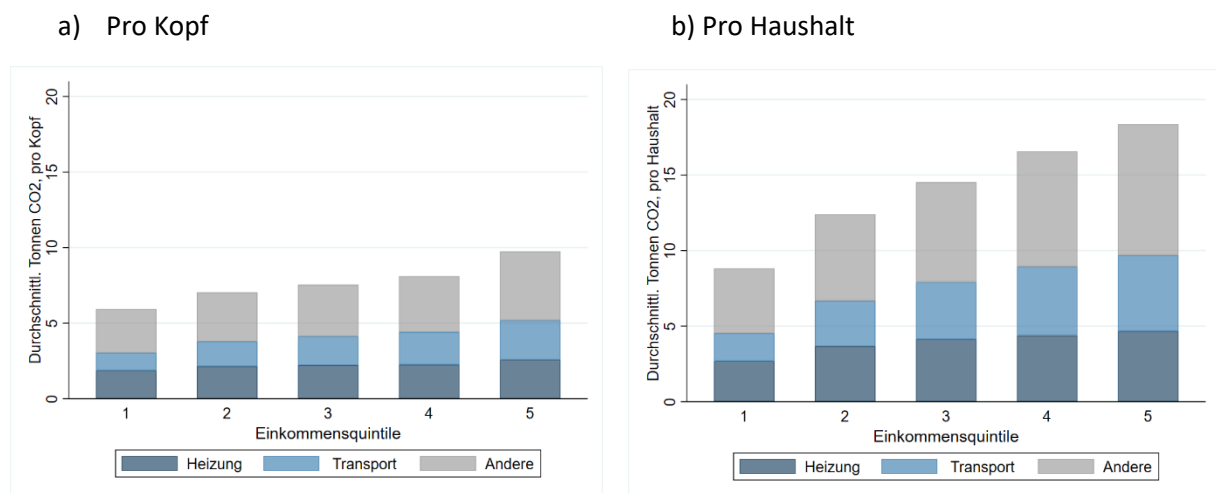 a) Pro Kopf
Durchschnittl. Tonnen CO2, pro Kopf
20
15
10
5
0
1 2 3 4 5
Einkommensquintile
Heizung Transport Andere
b) Pro Haushalt
Durchschnittl. Tonnen CO2, pro Haushalt
20
15
10
5
0
1 2 3 4 5
Einkommensquintile
Heizung Transport Andere